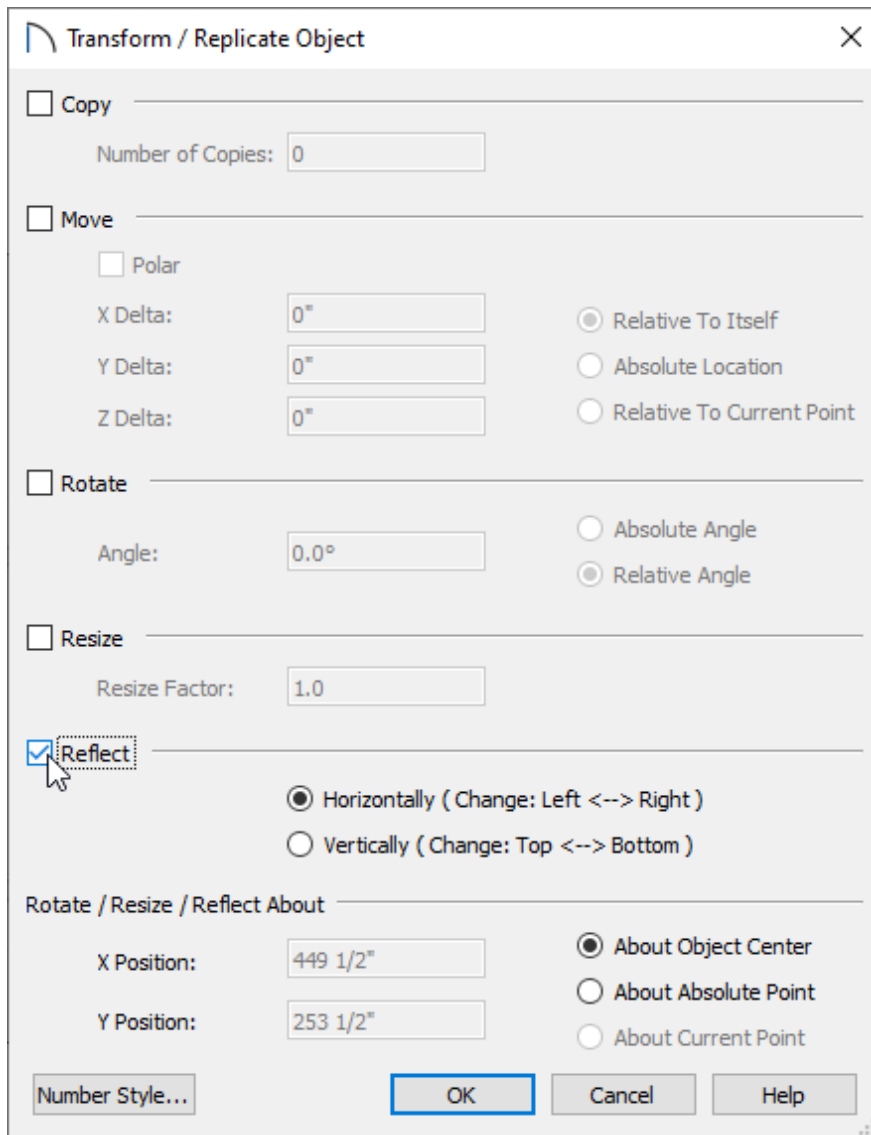 Transform / Replicate Object
Copy
Number of Copies: 0
Move
Polar
X Delta: 0"
Relative To Itself
Y Delta: 0"
Absolute Location
Z Delta: 0"
Relative To Current Point
Rotate
Absolute Angle
Angle: 0.0°
Relative Angle
Resize
Resize Factor: 1.0
Reflect
Horizontally ( Change: Left <--> Right )
Vertically ( Change: Top <--> Bottom )
Rotate / Resize / Reflect About
X Position: 449 1/2"
About Object Center
About Absolute Point
Y Position: 253 1/2"
About Current Point
Number Style... OK Cancel Help